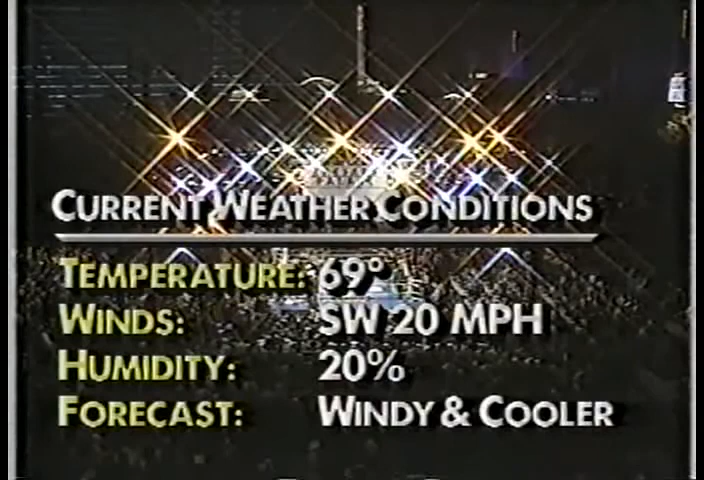 CURRENT WEATHER CONDITIONS
TEMPERATURE: 69°
WINDS: SW 20 MPH
HUMIDITY: 20%
FORECAST: WINDY & COOLER